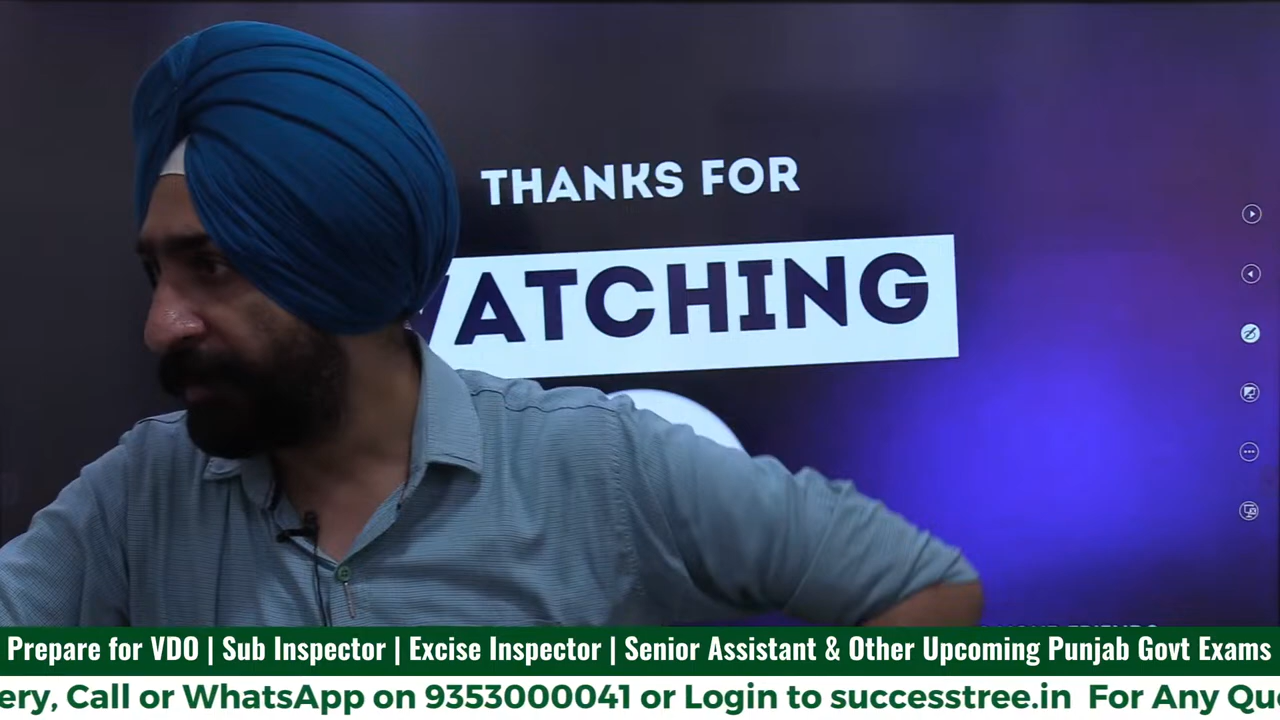 THANKS FOR
WATCHING
Prepare for VDO | Sub Inspector | Excise Inspector | Senior Assistant & Other Upcoming Punjab Govt Exams
ery, Call or WhatsApp on 9353000041 or Login to successtree.in For Any Que